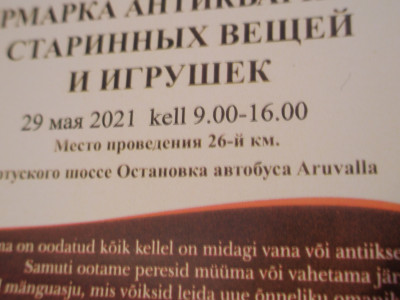 СТАРИННЫХ ВЕЩЕЙ
И ИГРУШЕК
29 мая 2021 kell 9.00-16.00
Место проведения 26-й км.
шоссе Остановка автобуса Aruvalla
on oodatud kõik kellel on midagi vana või
Samuti ootame peresid müüma või vahetama
mänguasju, mis võiksid leida uue